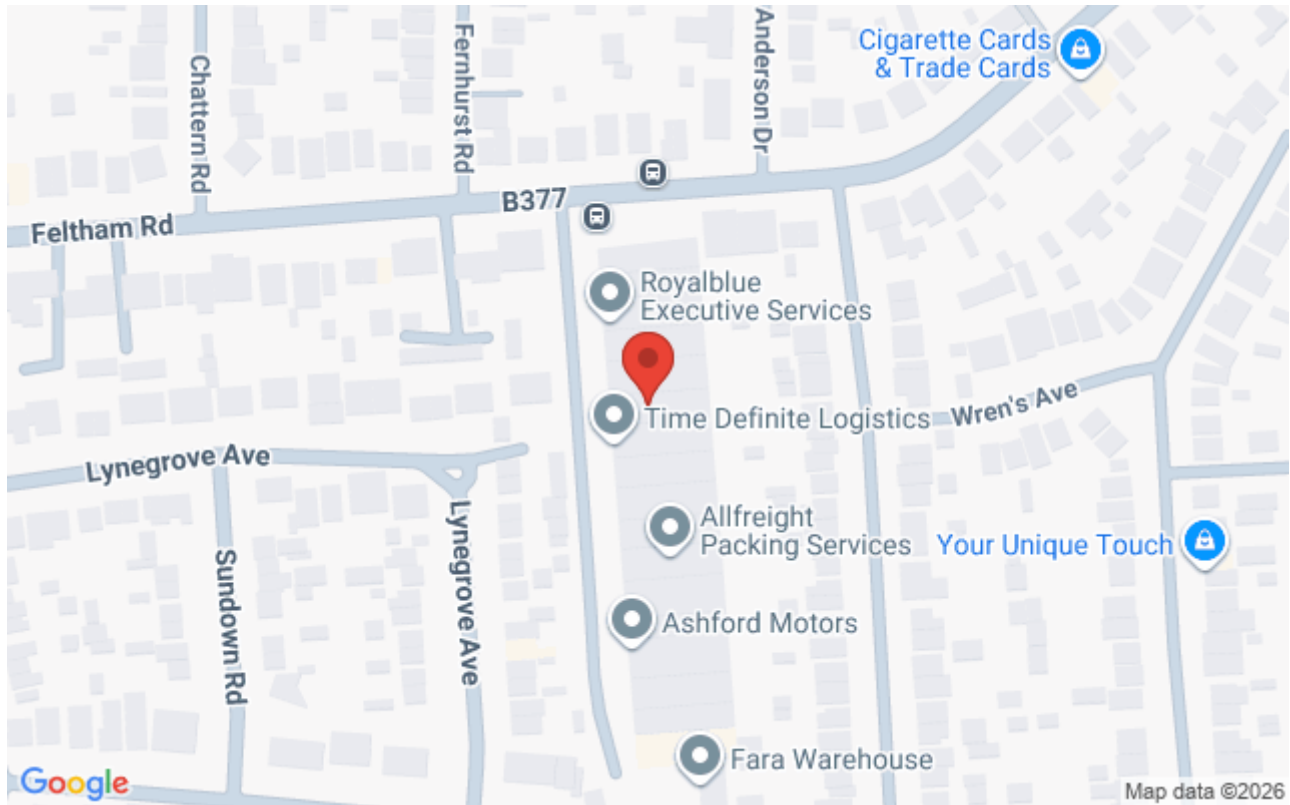 Chattern Rd
Fernhurst Rd
Anderson Dr
Cigarette Cards
& Trade Cards
B377
Feltham Rd
Royalblue
Executive Services
Time Definite Logistics
Wren's Ave
Lynegrove Ave
Lynegrove Ave
Sundown Rd
Allfreight
Packing Services
Your Unique Touch
Ashford Motors
Fara Warehouse
Google
Map data ©2026